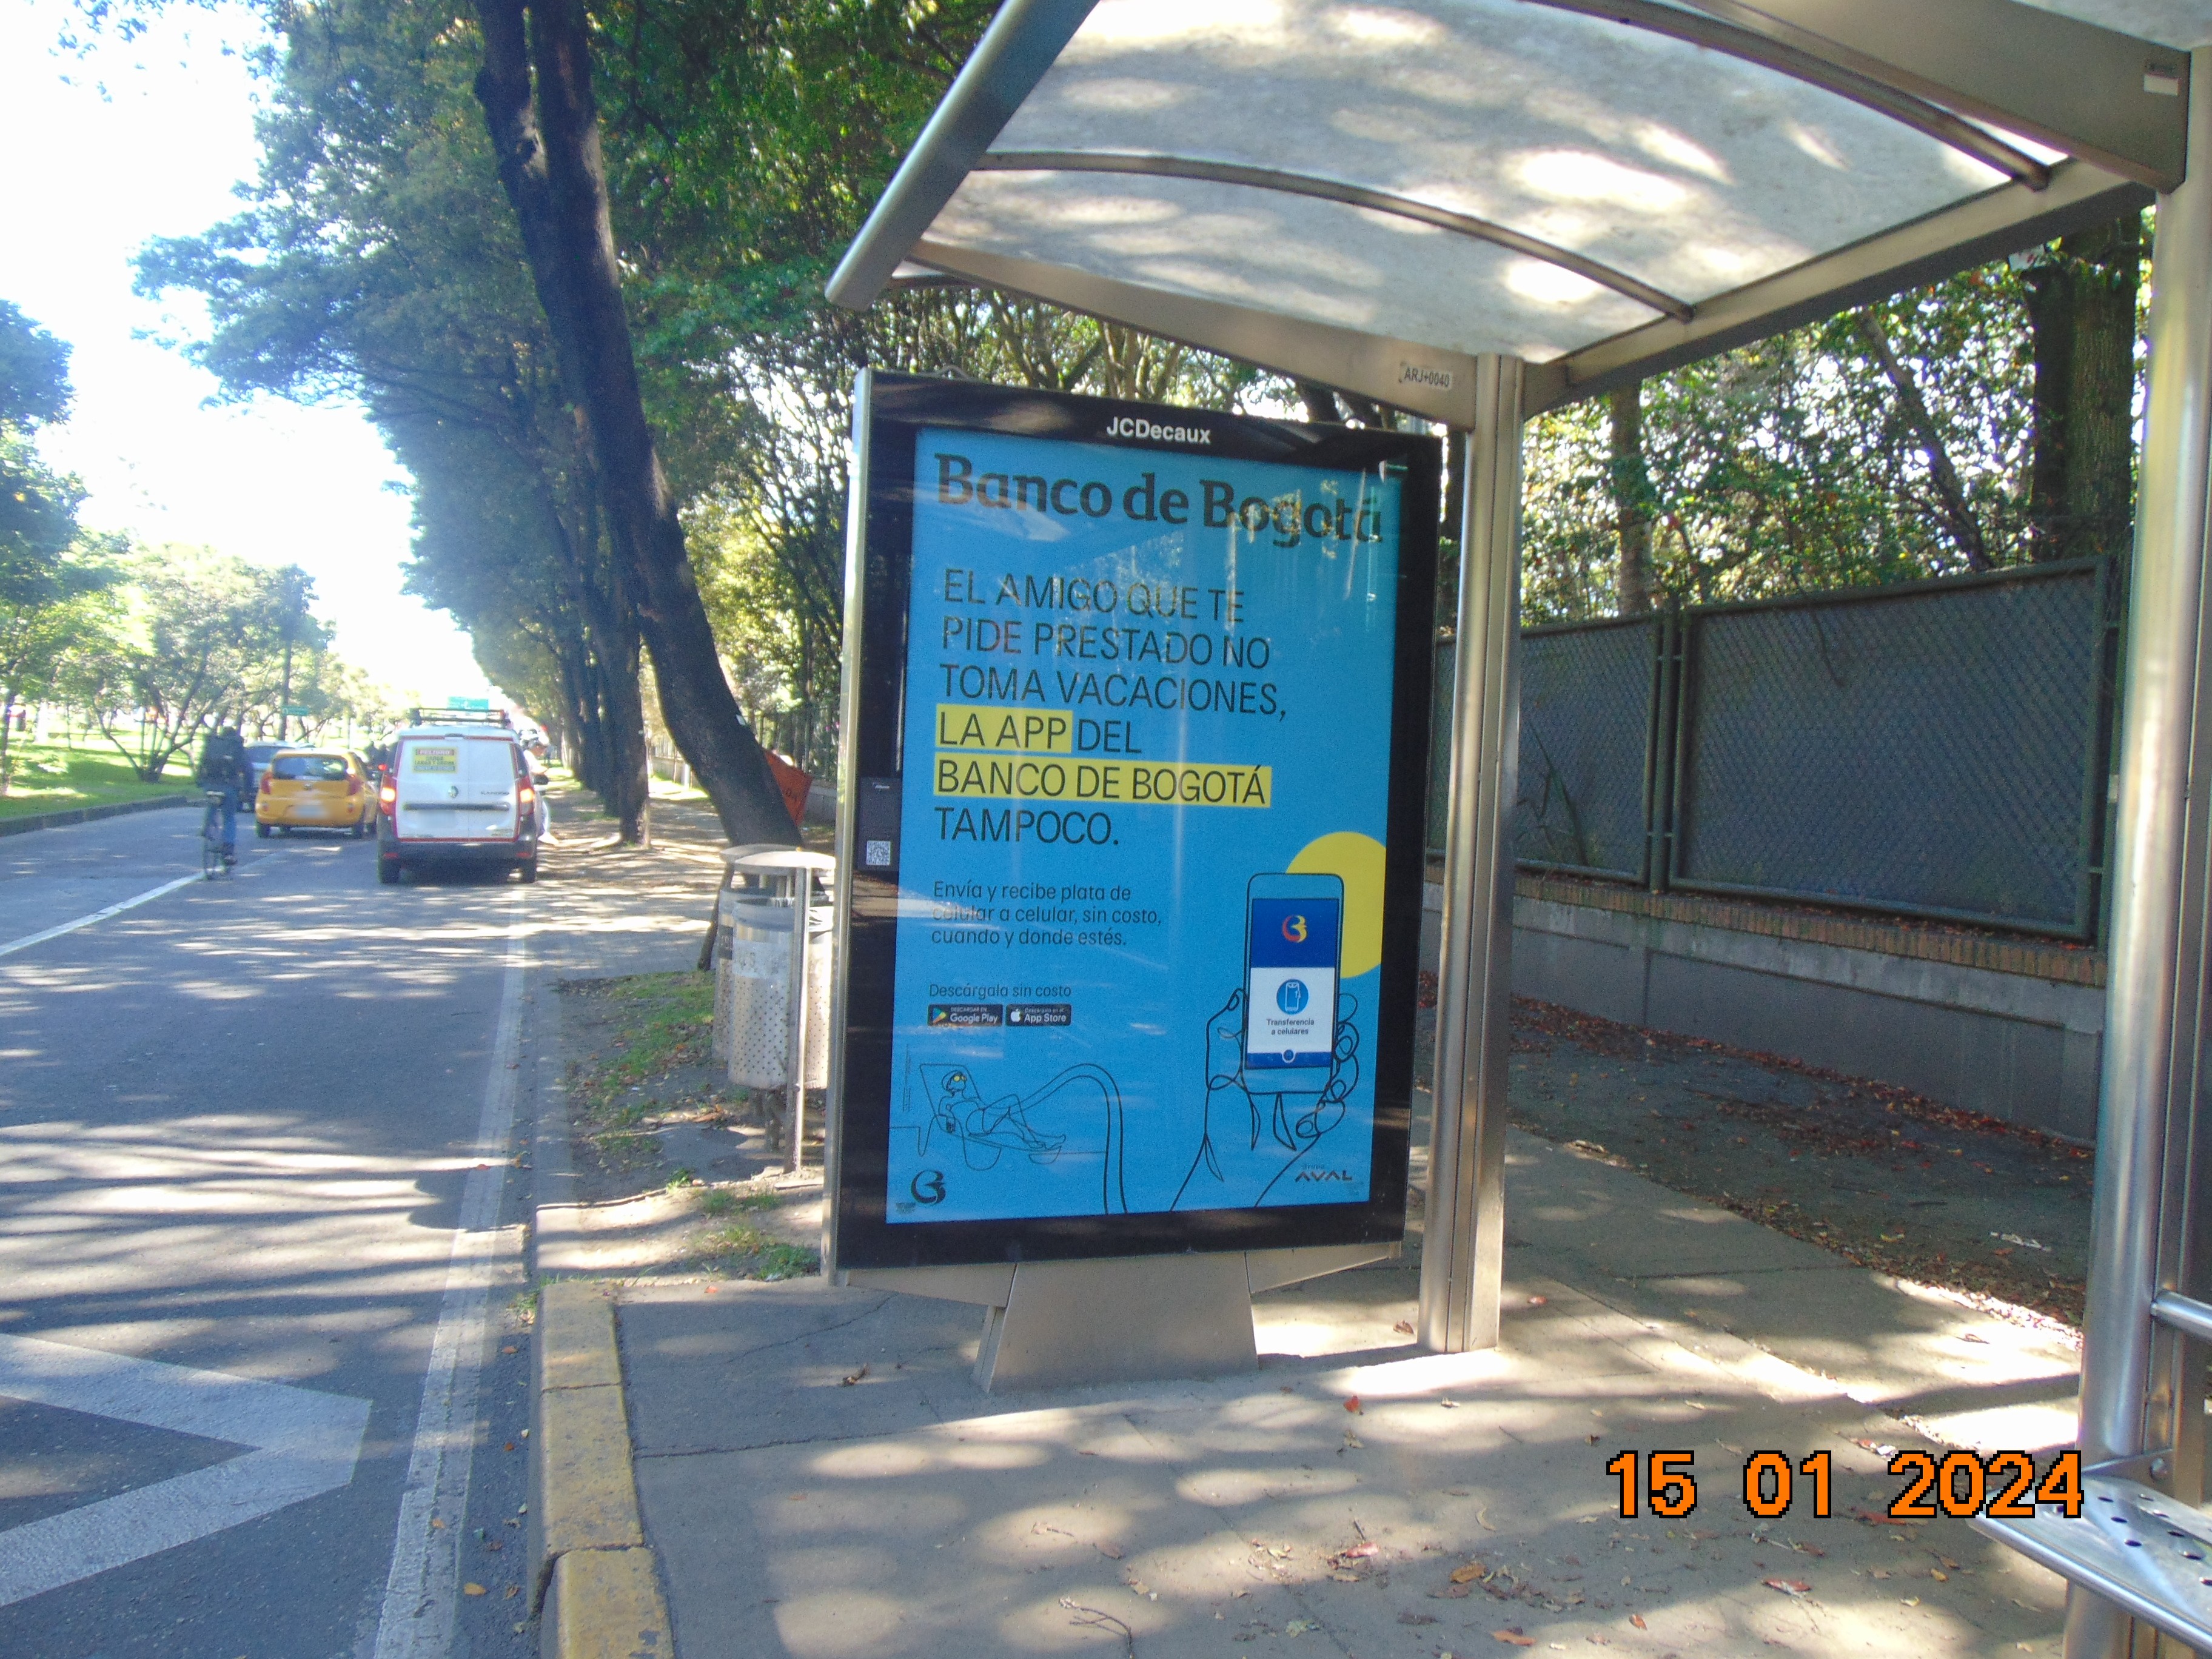 ARJ+0040
JCDecaux
Banco de Bogotá
EL AMIGO QUE TE
PIDE PRESTADO NO
TOMA VACACIONES,
LA APP DEL
BANCO DE BOGOTÁ
TAMPOCO.
Envía y recibe plata de
celular a celular, sin costo,
cuando y donde estés.
Descárgala sin costo
Google Play
App Store
Transferencia
a celulares
AVAL
15 01 2024